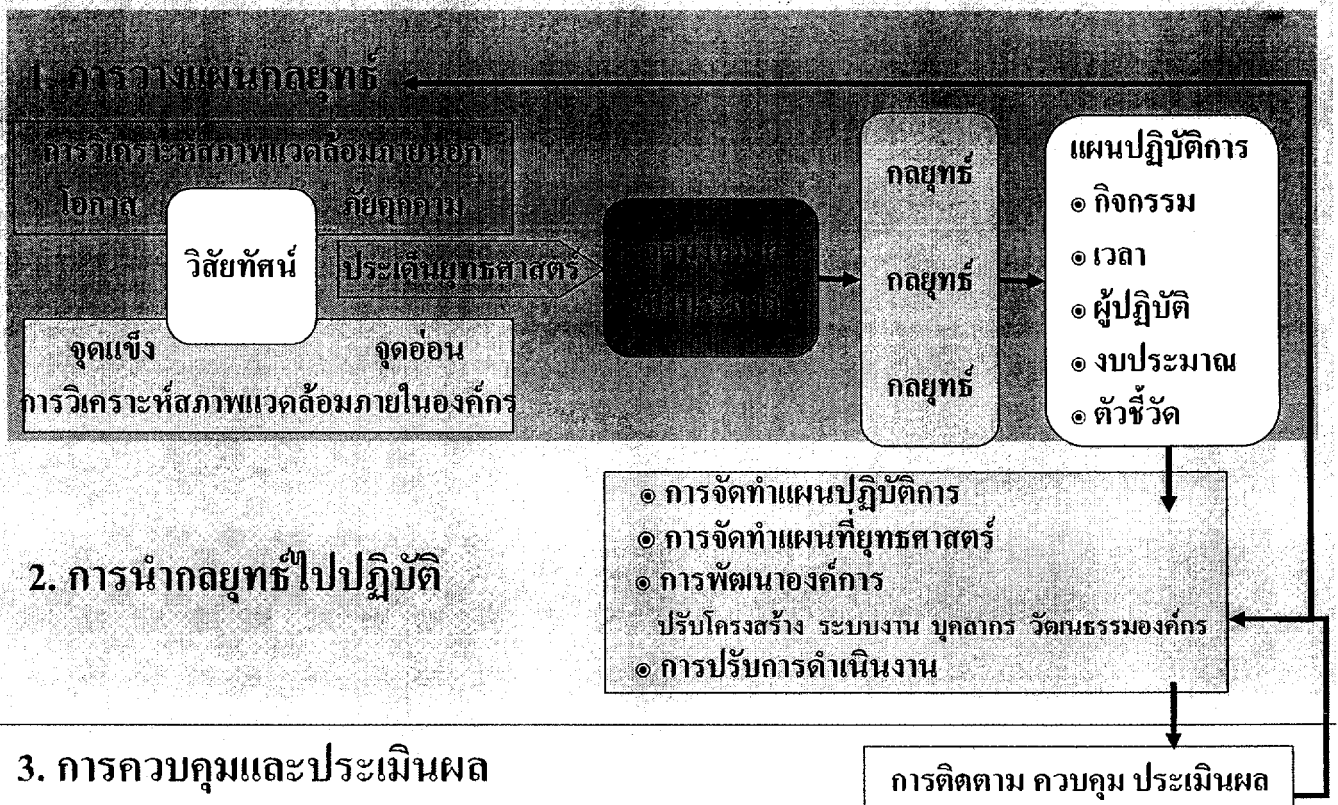 1. การวางแผนกลยุทธ์
การวิเคราะห์สภาพแวดล้อมภายนอก
โอกาส ภัยคุกคาม
วิสัยทัศน์
ประเด็นยุทธศาสตร์
จุดแข็ง จุดอ่อน
การวิเคราะห์สภาพแวดล้อมภายในองค์กร
กลยุทธ์
กลยุทธ์
กลยุทธ์
แผนปฏิบัติการ
๏ กิจกรรม
๏ เวลา
๏ ผู้ปฏิบัติ
๏ งบประมาณ
๏ ตัวชี้วัด
2. การนำกลยุทธ์ไปปฏิบัติ
๏ การจัดทำแผนปฏิบัติการ
๏ การจัดทำแผนที่ยุทธศาสตร์
๏ การพัฒนาองค์การ
ปรับโครงสร้าง ระบบงาน บุคลากร วัฒนธรรมองค์กร
๏ การปรับการดำเนินงาน
3. การควบคุมและประเมินผล
การติดตาม ควบคุม ประเมินผล